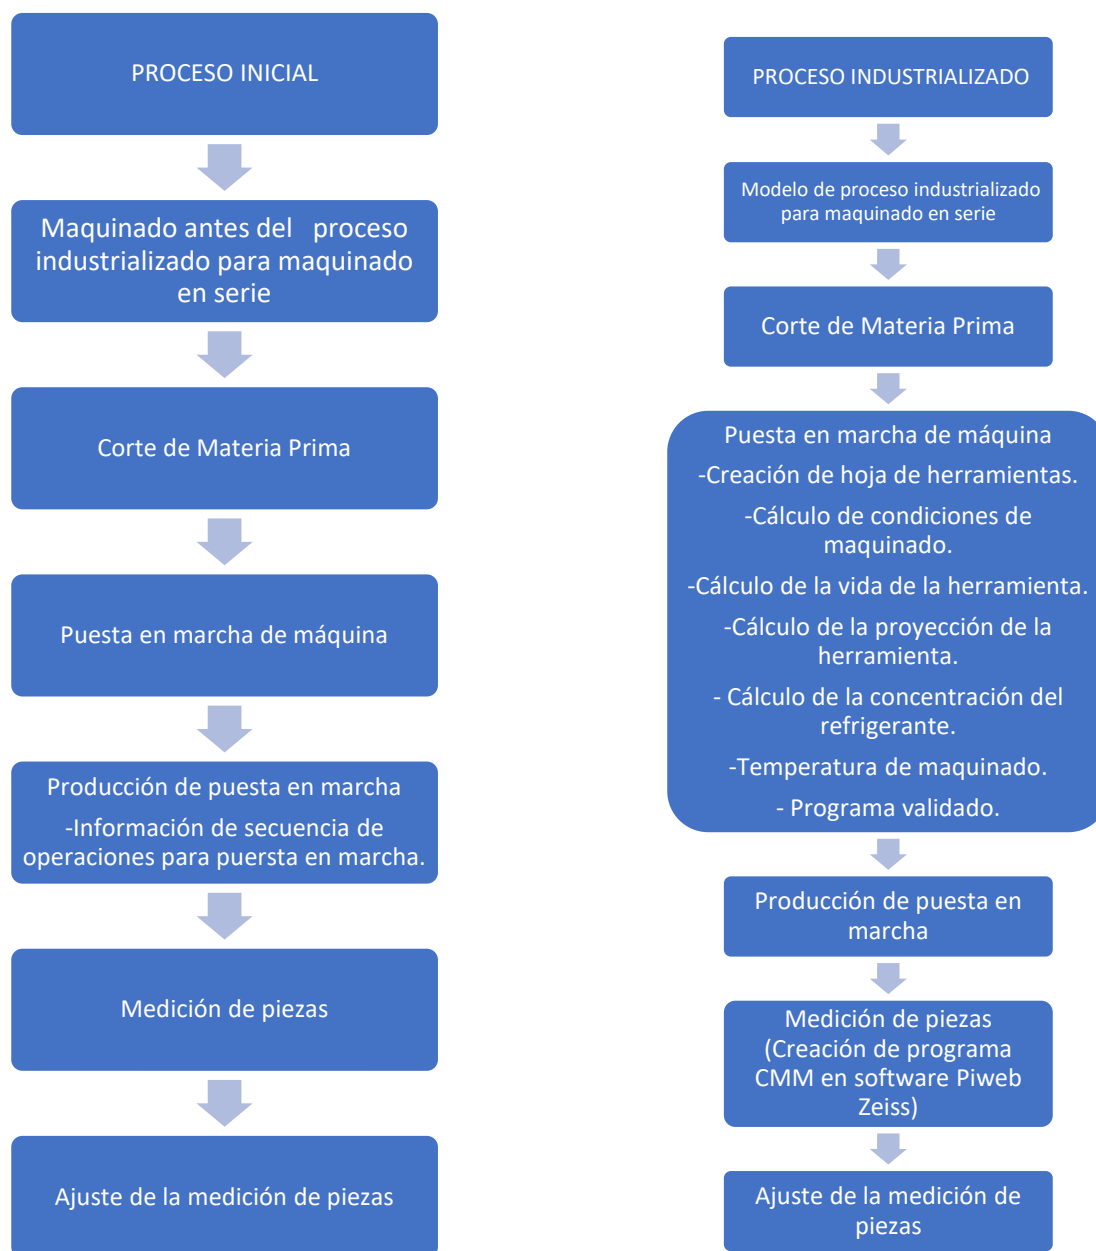 PROCESO INICIAL
Maquinado antes del proceso
industrializado para maquinado
en serie
Corte de Materia Prima
Puesta en marcha de máquina
Producción de puesta en marcha
-Información de secuencia de
operaciones para puersta en marcha.
Medición de piezas
Ajuste de la medición de piezas
PROCESO INDUSTRIALIZADO
Modelo de proceso industrializado
para maquinado en serie
Corte de Materia Prima
Puesta en marcha de máquina
-Creación de hoja de herramientas.
-Cálculo de condiciones de
maquinado.
-Cálculo de la vida de la herramienta.
-Cálculo de la proyección de la
herramienta.
- Cálculo de la concentración del
refrigerante.
-Temperatura de maquinado.
- Programa validado.
Producción de puesta en
marcha
Medición de piezas
(Creación de programa
CMM en software Piweb
Zeiss)
Ajuste de la medición de
piezas